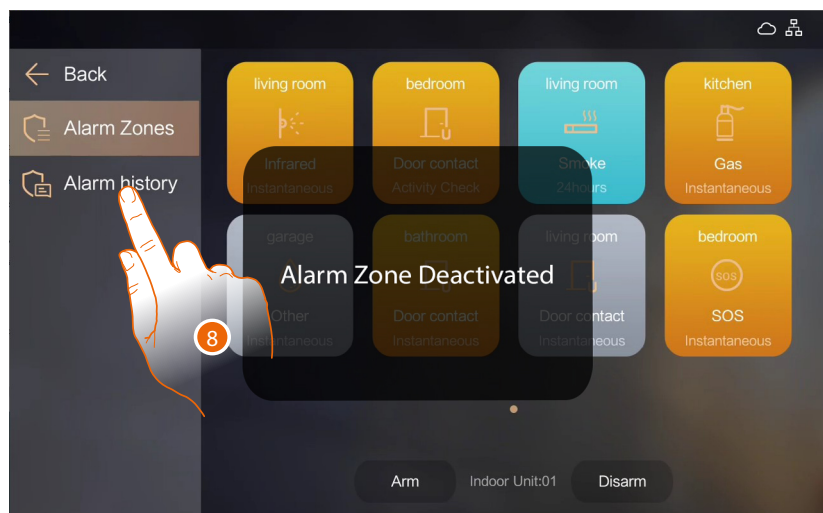 Back
Alarm Zones
Alarm history
living room
Infrared
Instantaneous
bedroom
Door contact
Activity Check
living room
Smoke
24hours
kitchen
Gas
Instantaneous
garage
Other
Instantaneous
bathroom
Door contact
Instantaneous
living room
Door contact
Instantaneous
bedroom
SOS
SOS
Instantaneous
Alarm Zone Deactivated
8
Arm
Indoor Unit:01
Disarm